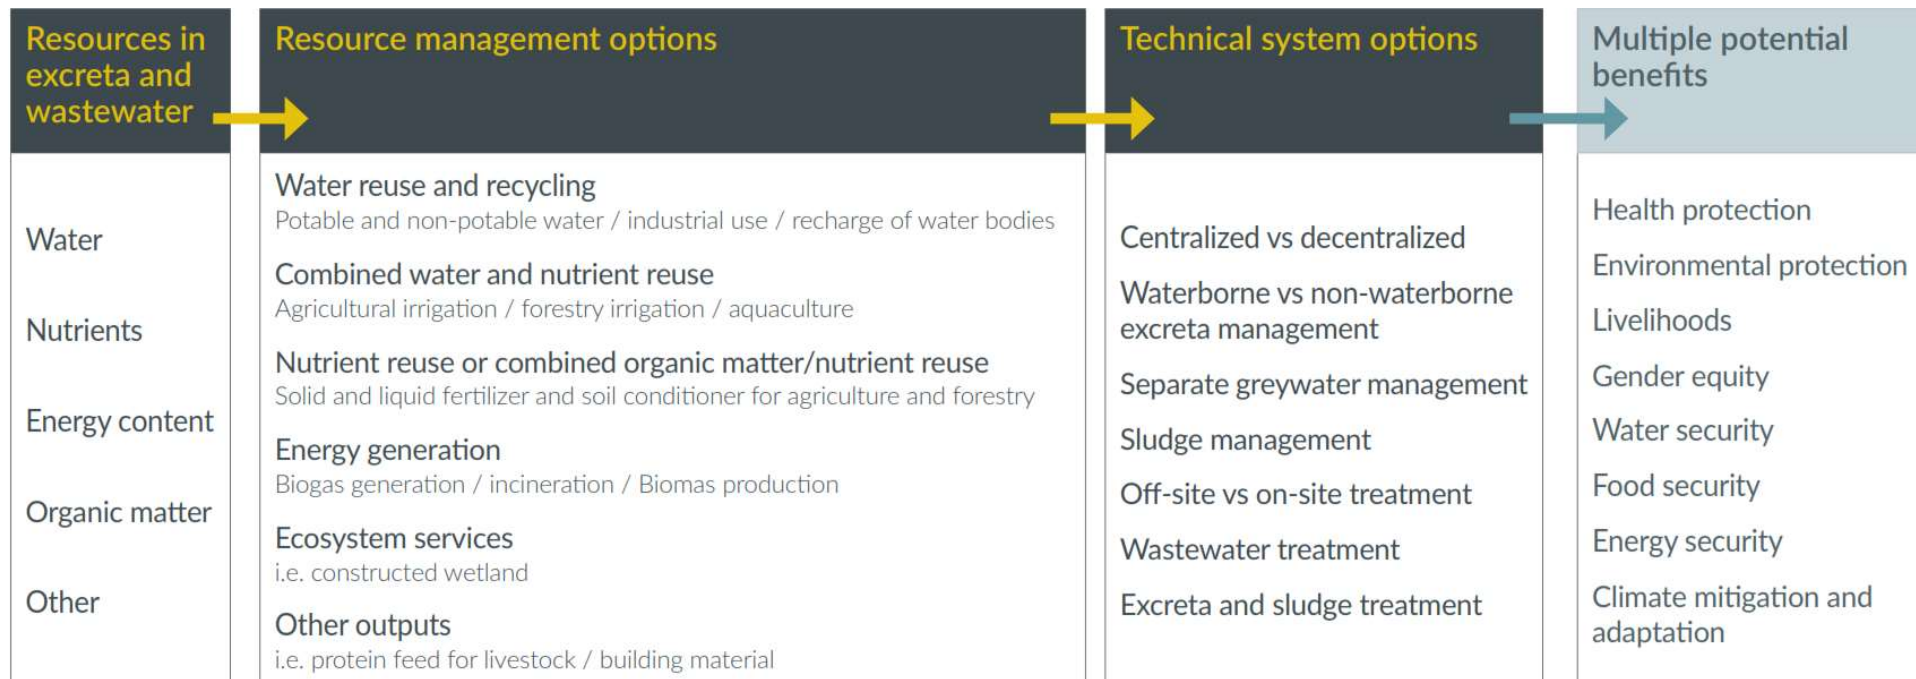 Resources in
excreta and
wastewater
Water
Nutrients
Energy content
Organic matter
Other
Resource management options
Water reuse and recycling
Potable and non-potable water / industrial use / recharge of water bodies
Combined water and nutrient reuse
Agricultural irrigation / forestry irrigation / aquaculture
Nutrient reuse or combined organic matter/nutrient reuse
Solid and liquid fertilizer and soil conditioner for agriculture and forestry
Energy generation
Biogas generation / incineration / Biomas production
Ecosystem services
i.e. constructed wetland
Other outputs
i.e. protein feed for livestock / building material
Technical system options
Centralized vs decentralized
Waterborne vs non-waterborne
excreta management
Separate greywater management
Sludge management
Off-site vs on-site treatment
Wastewater treatment
Excreta and sludge treatment
Multiple potential
benefits
Health protection
Environmental protection
Livelihoods
Gender equity
Water security
Food security
Energy security
Climate mitigation and
adaptation